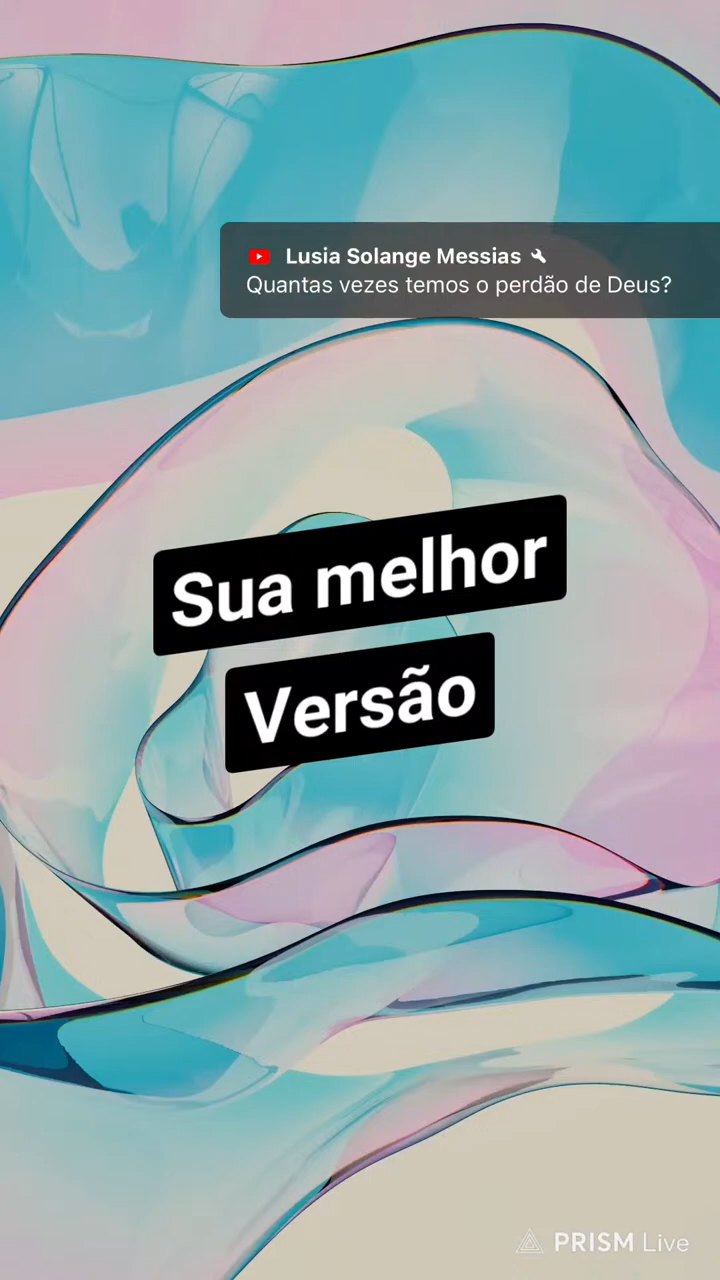 Lusia Solange Messias
Quantas vezes temos o perdão de Deus?
Sua melhor
Versão
PRISM Live